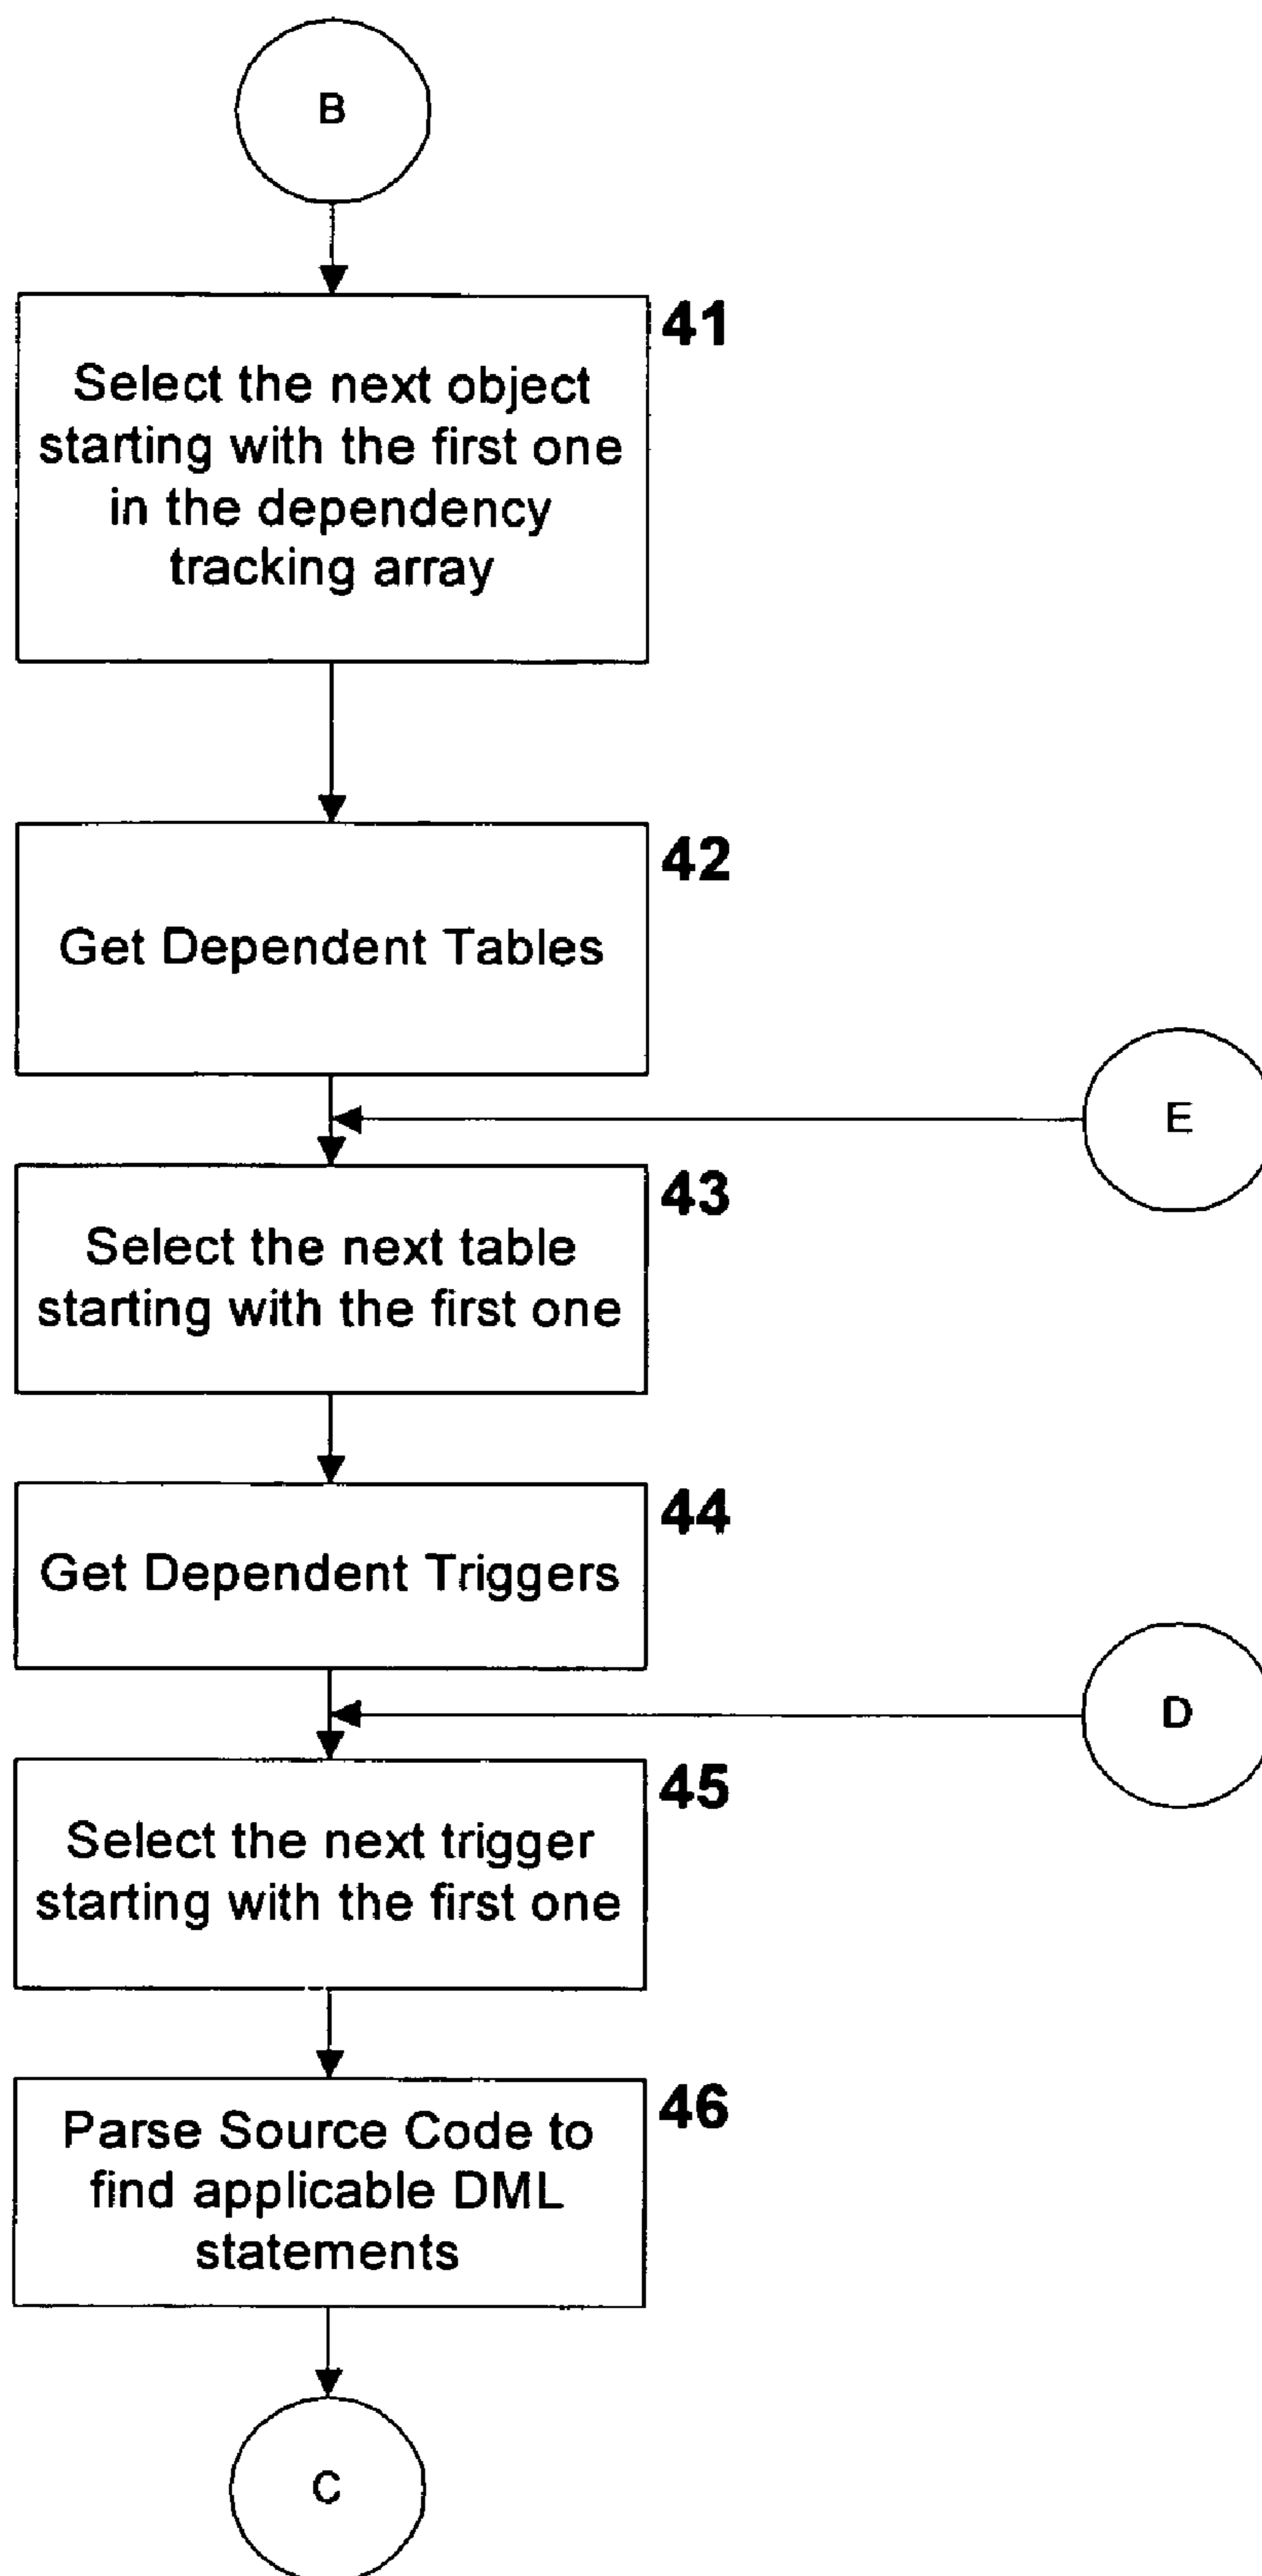 B
41
Select the next object
starting with the first one
in the dependency
tracking array
42
Get Dependent Tables
E
43
Select the next table
starting with the first one
44
Get Dependent Triggers
D
45
Select the next trigger
starting with the first one
46
Parse Source Code to
find applicable DML
statements
C